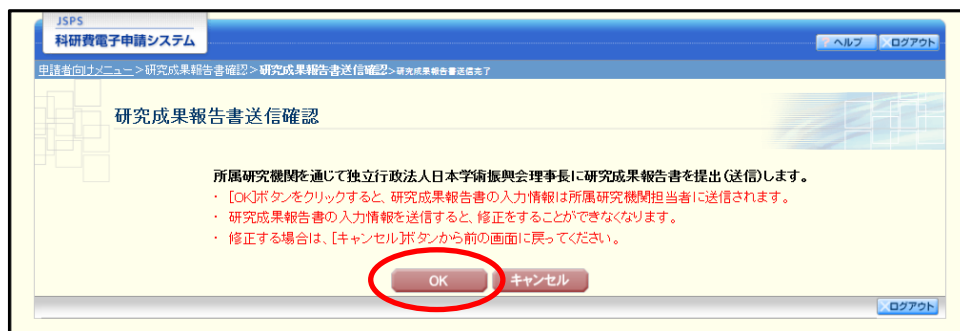 JSPS
科研費電子申請システム
? ヘルプ ×ログアウト
申請者向けメニュー>研究成果報告書確認>研究成果報告書送信確認>研究成果報告書送信完了
研究成果報告書送信確認
所属研究機関を通じて独立行政法人日本学術振興会理事長に研究成果報告書を提出(送信)します。
・ [OK]ボタンをクリックすると、研究成果報告書の入力情報は所属研究機関担当者に送信されます。
・ 研究成果報告書の入力情報を送信すると、修正をすることができなくなります。
・ 修正する場合は、[キャンセル]ボタンから前の画面に戻ってください。
OK キャンセル
×ログアウト